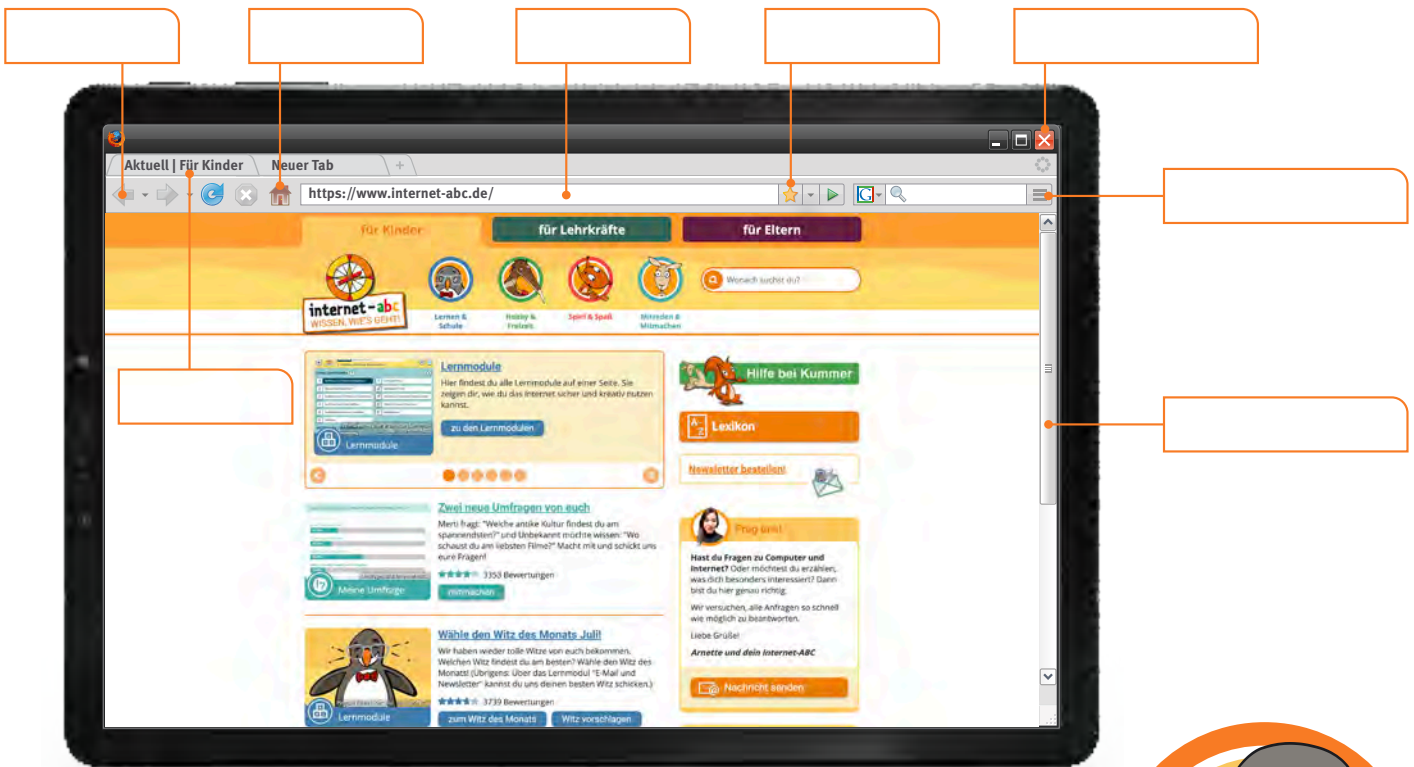 Aktuell | Für Kinder
Neuer Tab
+
https://www.internet-abc.de/
für Kinder
für Lehrkräfte
für Eltern
Wonach suchst du?
internet-abc
WISSEN, WIE'S GEHT!
Lernen &
Schule
Hobby &
Freizeit
Spiel & Spaß
Mitreden &
Mitmachen
Lernmodule
Hier findest du alle Lernmodule auf einer Seite. Sie
zeigen dir, wie du das Internet sicher und kreativ nutzen
kannst.
zu den Lernmodulen
Lernmodule
Zwei neue Umfragen von euch
Merti fragt: "Welche antike Kultur findest du am
spannendsten?" und Unbekannt möchte wissen: "Wo
schaust du am liebsten Filme?" Macht mit und schickt uns
eure Fragen!
3353 Bewertungen
mitmachen
Meine Umfrage
Wähle den Witz des Monats Juli!
Wir haben wieder tolle Witze von euch bekommen.
Welchen Witz findest du am besten? Wähle den Witz des
Monats! (Übrigens: Über das Lernmodul "E-Mail und
Newsletter" kannst du uns deinen besten Witz schicken.)
3739 Bewertungen
zum Witz des Monats
Witz vorschlagen
Lernmodule
Hilfe bei Kummer
A-Z
Lexikon
Newsletter bestellen!
Frag uns!
Hast du Fragen zu Computer und
Internet? Oder möchtest du erzählen,
was dich besonders interessiert? Dann
bist du hier genau richtig.
Wir versuchen, alle Anfragen so schnell
wie möglich zu beantworten.
Liebe Grüße!
Arnette und dein Internet-ABC
Nachricht senden